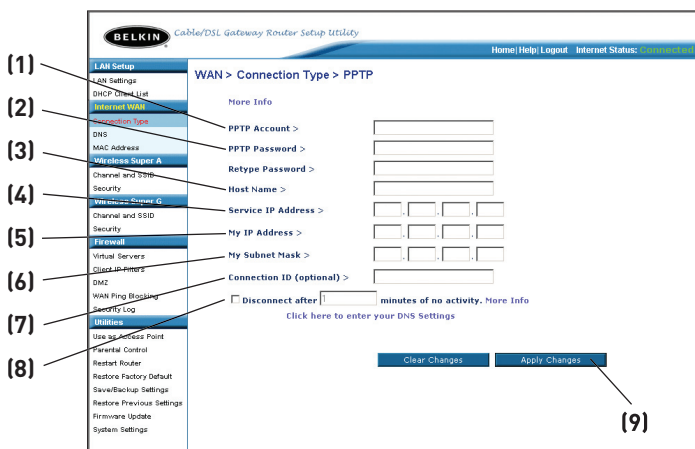 BELKIN Cable/DSL Gateway Router Setup Utility
Home|Help|Logout Internet Status: Connected
(1)
(2)
(3)
(4)
(5)
(6)
(7)
(8)
LAN Setup
LAN Settings
DHCP Client List
Internet WAN
Connection Type
DNS
MAC Address
Wireless Super A
Channel and SSID
Security
Wireless Super G
Channel and SSID
Security
Firewall
Virtual Servers
Client IP Filters
DMZ
WAN Ping Blocking
Security Log
Utilities
Use as Access Point
Parental Control
Restart Router
Restore Factory Default
Save/Backup Settings
Restore Previous Settings
Firmware Update
System Settings
WAN > Connection Type > PPTP
More Info
PPTP Account >
PPTP Password >
Retype Password >
Host Name >
Service IP Address > . . .
My IP Address > . . .
My Subnet Mask > . . .
Connection ID (optional) >
Disconnect after 1 minutes of no activity. More Info
Click here to enter your DNS Settings
Clear Changes Apply Changes
(9)